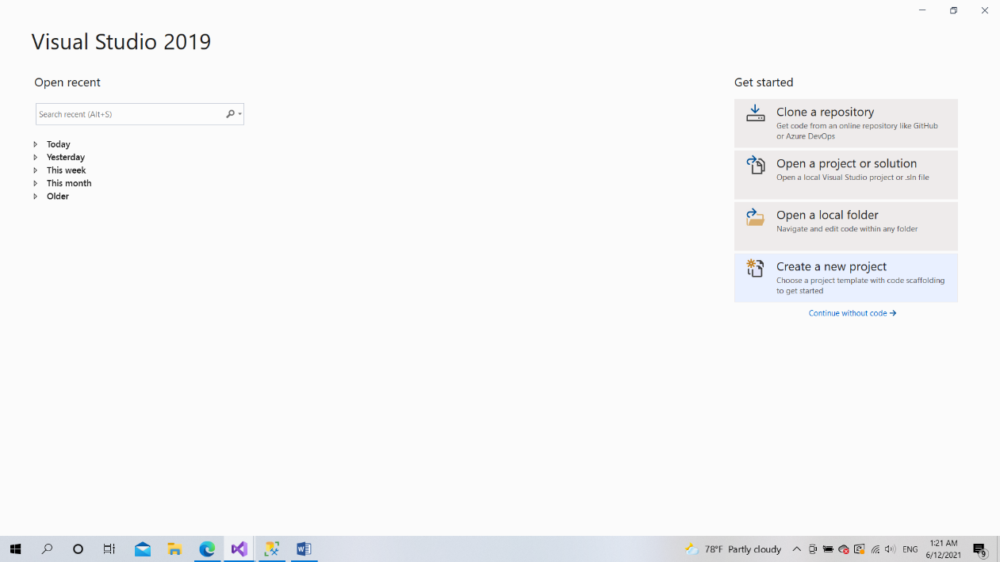 Visual Studio 2019
Open recent
Search recent (Alt+S)
Today
Yesterday
This week
This month
Older
Get started
Clone a repository
Get code from an online repository like GitHub
or Azure DevOps
Open a project or solution
Open a local Visual Studio project or .sln file
Open a local folder
Navigate and edit code within any folder
Create a new project
Choose a project template with code scaffolding
to get started
Continue without code
78°F Partly cloudy
ENG
1:21 AM
6/12/2021
9